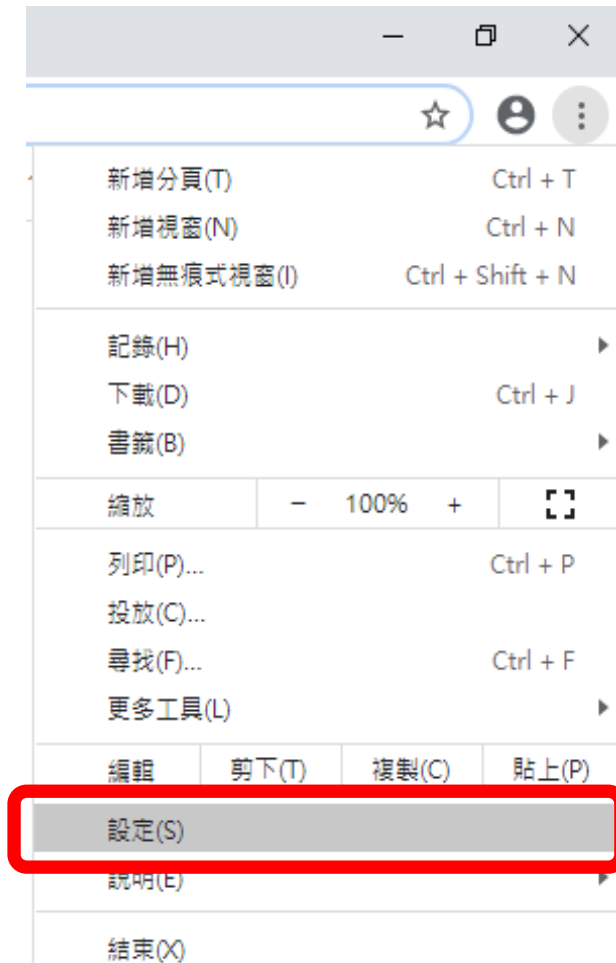 新增分頁(T) Ctrl + T
新增視窗(N) Ctrl + N
新增無痕式視窗(I) Ctrl + Shift + N
記錄(H)
下載(D) Ctrl + J
書籤(B)
縮放 − 100% +
列印(P)... Ctrl + P
投放(C)...
尋找(F)... Ctrl + F
更多工具(L)
編輯 剪下(T) 複製(C) 貼上(P)
設定(S)
說明(E)
結束(X)